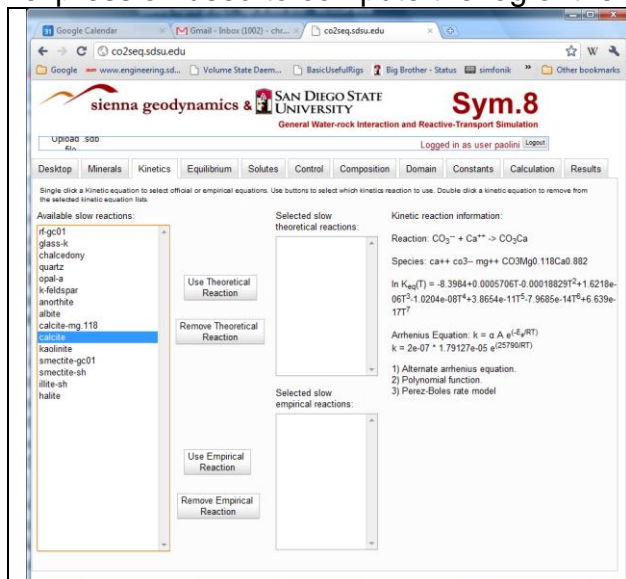 Google Calendar
Gmail - Inbox (1002) - chr...
co2seq.sdsu.edu
co2seq.sdsu.edu
Google
www.engineering.sd...
Volume State Daem...
BasicUsefulRigs
Big Brother - Status
simfonik
»
Other bookmarks
sienna geodynamics & SAN DIEGO STATE UNIVERSITY
Sym.8
General Water-rock Interaction and Reactive-Transport Simulation
Upload .sdb
Logged in as user paolini Logout
Desktop Minerals Kinetics Equilibrium Solutes Control Composition Domain Constants Calculation Results
Single click a Kinetic equation to select official or empirical equations. Use buttons to select which kinetics reaction to use. Double click a kinetic equation to remove from
the selected kinetic equation lists.
Available slow reactions:
rf-gc01
glass-k
chalcedony
quartz
opal-a
k-feldspar
anorthite
albite
calcite-mg.118
calcite
kaolinite
smectite-gc01
smectite-sh
illite-sh
halite
Use Theoretical
Reaction
Remove Theoretical
Reaction
Use Empirical
Reaction
Remove Empirical
Reaction
Selected slow
theoretical reactions:
Selected slow
empirical reactions:
Kinetic reaction information:
Reaction: CO₃⁻⁻ + Ca⁺⁺ -> CO₃Ca
Species: ca++ co3-- mg++ CO3Mg0.118Ca0.882
ln K_eq(T) = -8.3984+0.0005706T-0.00018829T²+1.6218e-
06T³-1.0204e-08T⁴+3.8654e-11T⁵-7.9685e-14T⁶+6.639e-
17T⁷
Arrhenius Equation: k = α A e^(-Eₐ/RT)
k = 2e-07 * 1.79127e-05 e^(25790/RT)
1) Alternate arrhenius equation.
2) Polynomial function.
3) Perez-Boles rate model